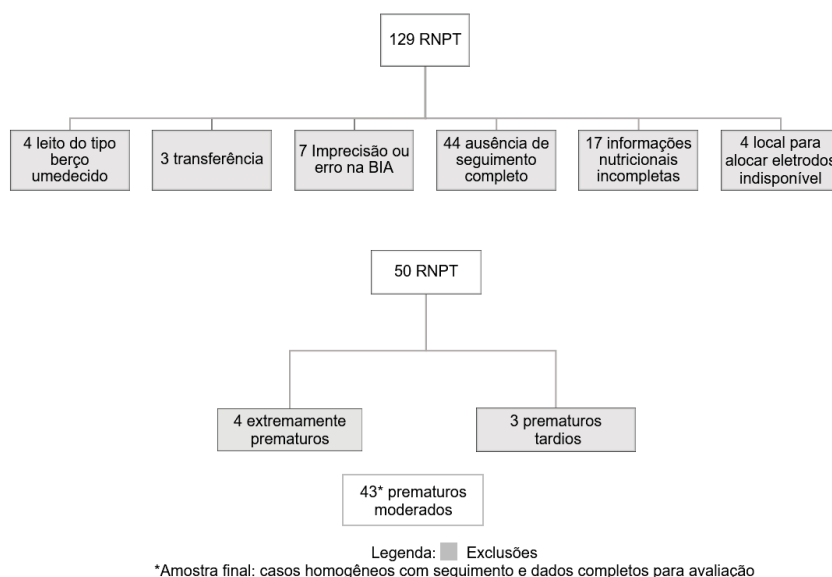 129 RNPT
4 leito do tipo
berço
umedecido
3 transferência
7 Imprecisão ou
erro na BIA
44 ausência de
seguimento
completo
17 informações
nutricionais
incompletas
4 local para
alocar eletrodos
indisponível
50 RNPT
4 extremamente
prematuros
3 prematuros
tardios
43* prematuros
moderados
Legenda: Exclusões
*Amostra final: casos homogêneos com seguimento e dados completos para avaliação